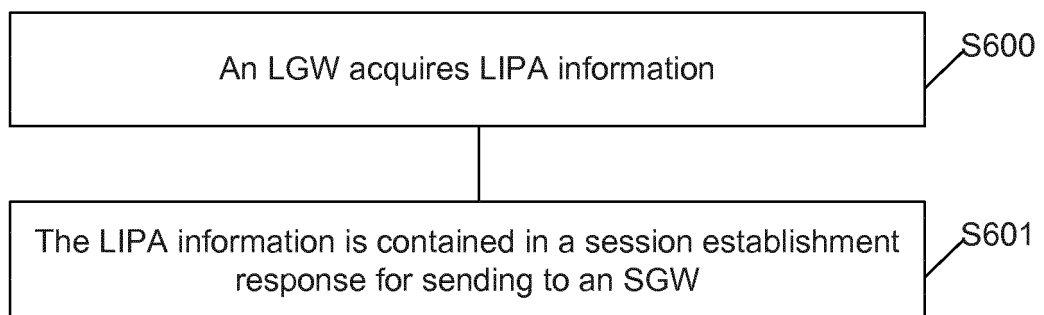 An LGW acquires LIPA information
S600
The LIPA information is contained in a session establishment
response for sending to an SGW
S601